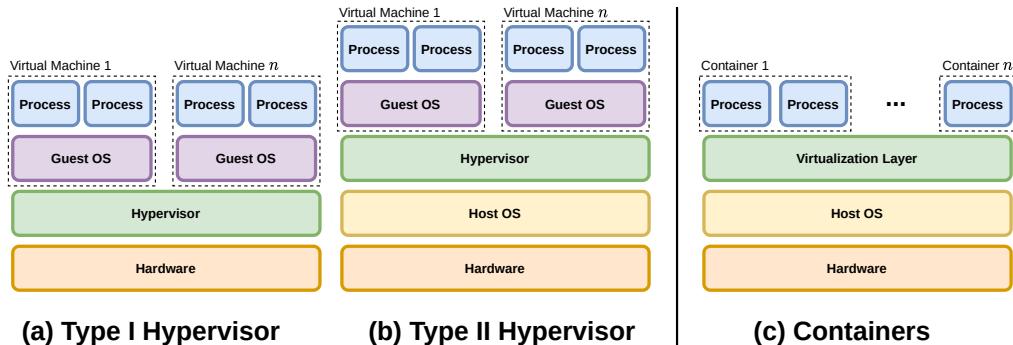 Virtual Machine 1
Virtual Machine n
Process
Process
Process
Process
Guest OS
Guest OS
Hypervisor
Hardware
(a) Type I Hypervisor
Virtual Machine 1
Virtual Machine n
Process
Process
Process
Process
Guest OS
Guest OS
Hypervisor
Host OS
Hardware
(b) Type II Hypervisor
Container 1
Container n
Process
Process
...
Process
Virtualization Layer
Host OS
Hardware
(c) Containers